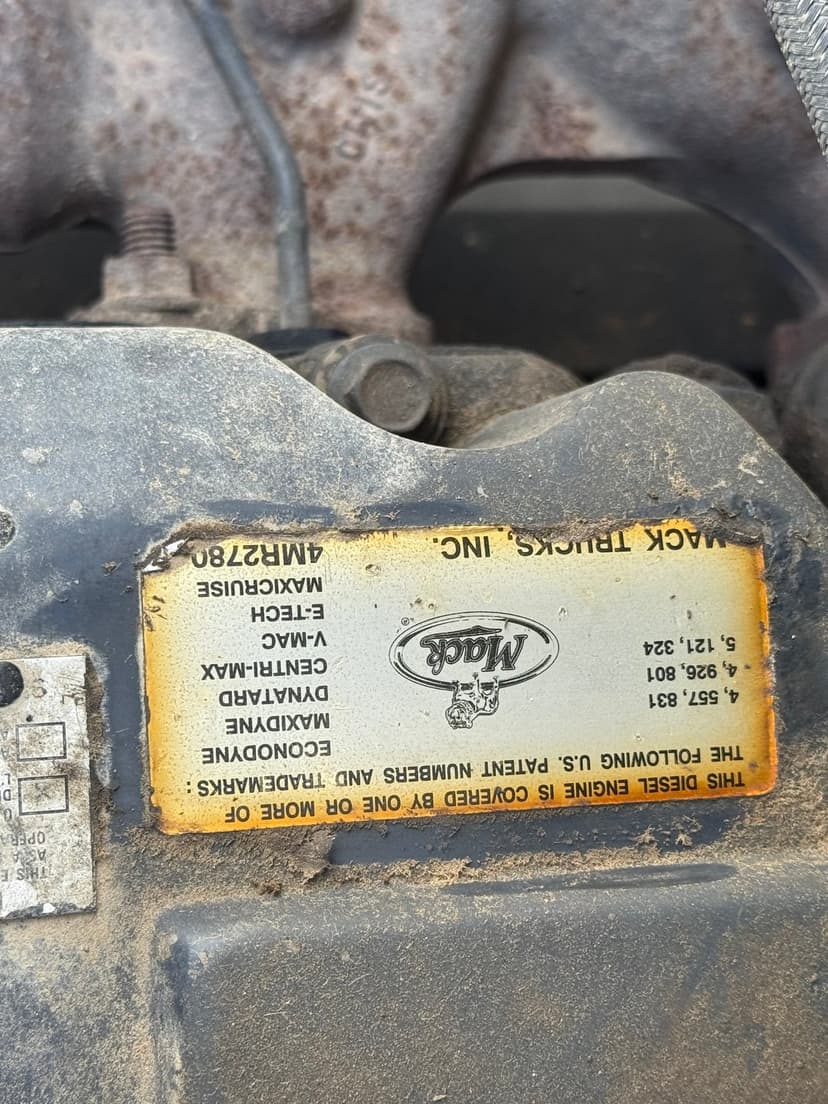 THIS DIESEL ENGINE IS COVERED BY ONE OR MORE OF
THE FOLLOWING U.S. PATENT NUMBERS AND TRADEMARKS:
4,557,831
4,926,801
5,121,324
Mack
®
ECONODYNE
MAXIDYNE
DYNATARD
CENTRI-MAX
V-MAC
E-TECH
MAXICRUISE
MACK TRUCKS, INC.
4MR2780
THIS